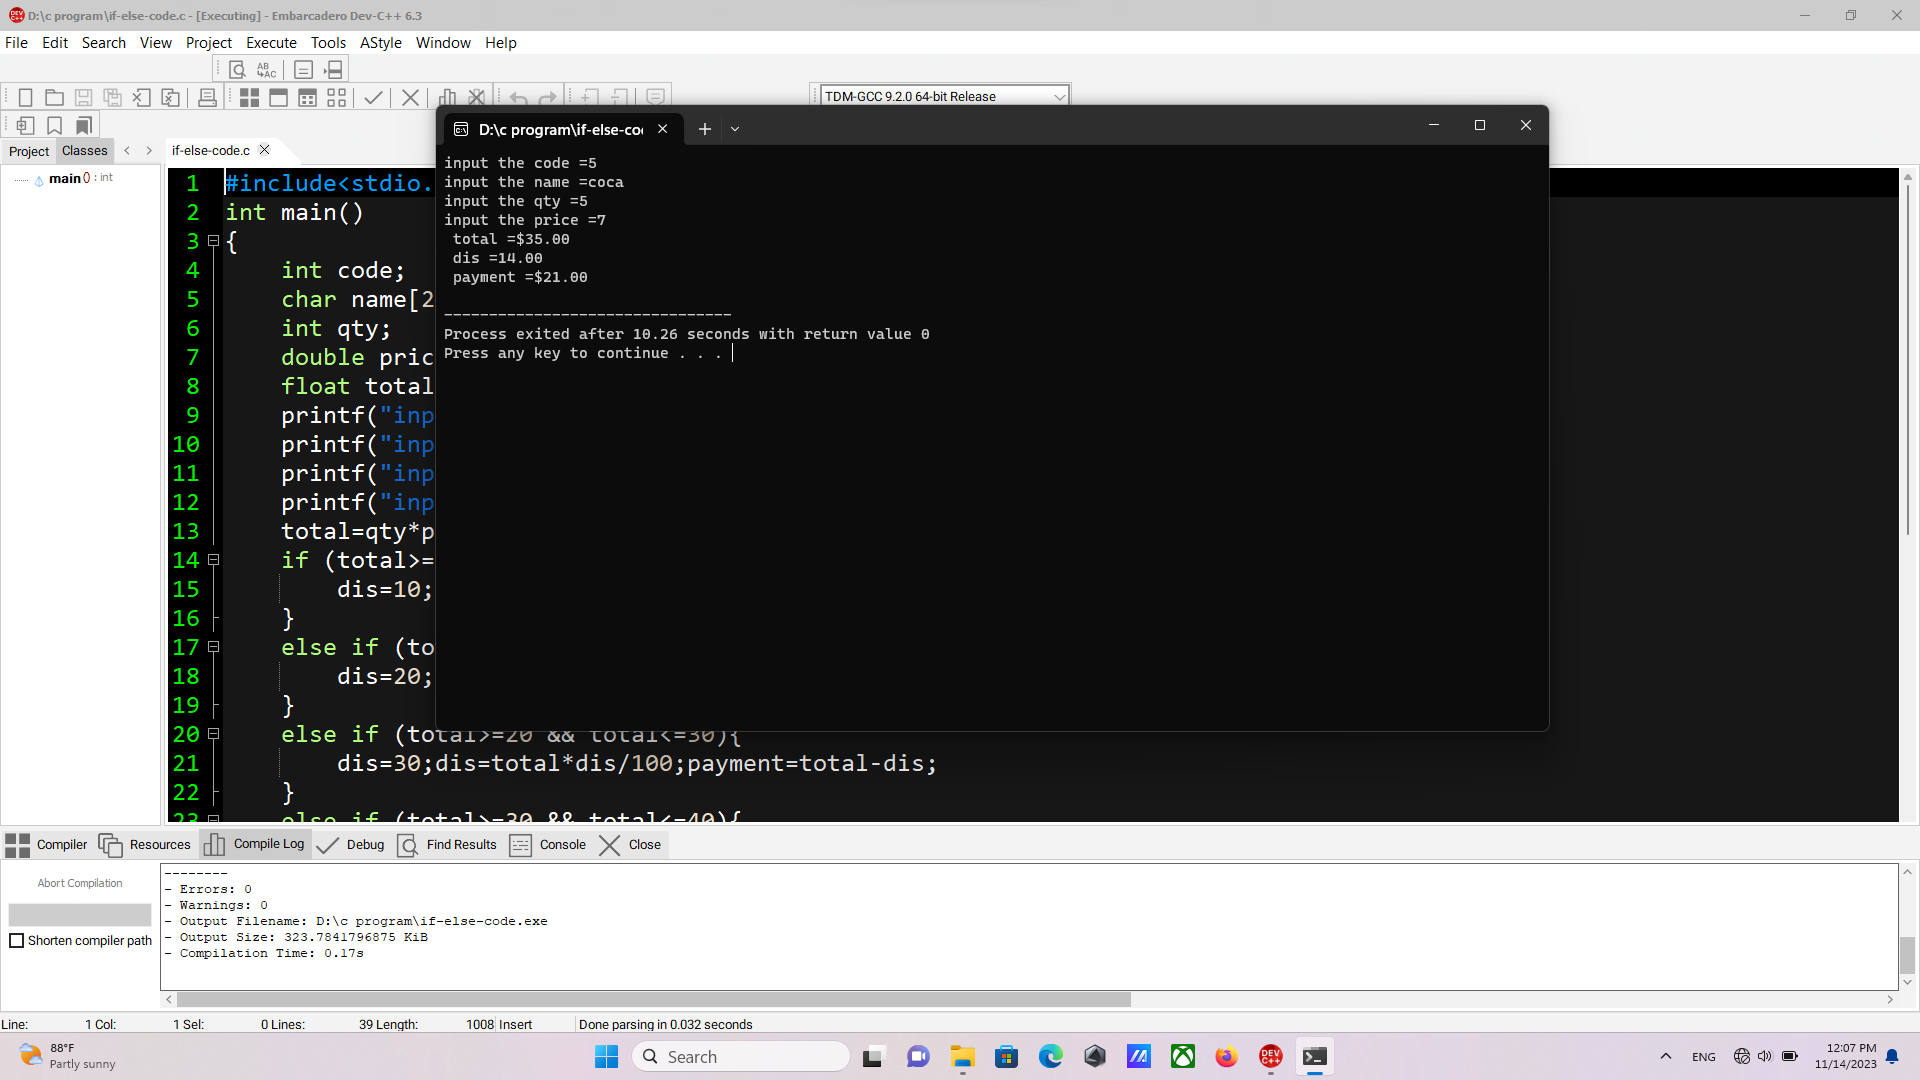 D:\c program\if-else-code.c - [Executing] - Embarcadero Dev-C++ 6.3
File Edit Search View Project Execute Tools AStyle Window Help
TDM-GCC 9.2.0 64-bit Release
Project Classes
if-else-code.c
main() : int
D:\c program\if-else-co
input the code =5
input the name =coca
input the qty =5
input the price =7
total =$35.00
dis =14.00
payment =$21.00
--------------------------------
Process exited after 10.26 seconds with return value 0
Press any key to continue . . .
1 #include<stdio.
2 int main()
3 {
4 int code;
5 char name[2
6 int qty;
7 double pric
8 float total
9 printf("inp
10 printf("inp
11 printf("inp
12 printf("inp
13 total=qty*p
14 if (total>=
15 dis=10;
16 }
17 else if (to
18 dis=20;
19 }
20 else if (total>=20 && total<=30){
21 dis=30;dis=total*dis/100;payment=total-dis;
22 }
23 else if (total>=30 && total<=40){
Compiler Resources Compile Log Debug Find Results Console Close
Abort Compilation
Shorten compiler path
--------
- Errors: 0
- Warnings: 0
- Output Filename: D:\c program\if-else-code.exe
- Output Size: 323.7841796875 KiB
- Compilation Time: 0.17s
Line: 1 Col: 1 Sel: 0 Lines: 39 Length: 1008 Insert Done parsing in 0.032 seconds
88°F
Partly sunny
Search
ENG
12:07 PM
11/14/2023